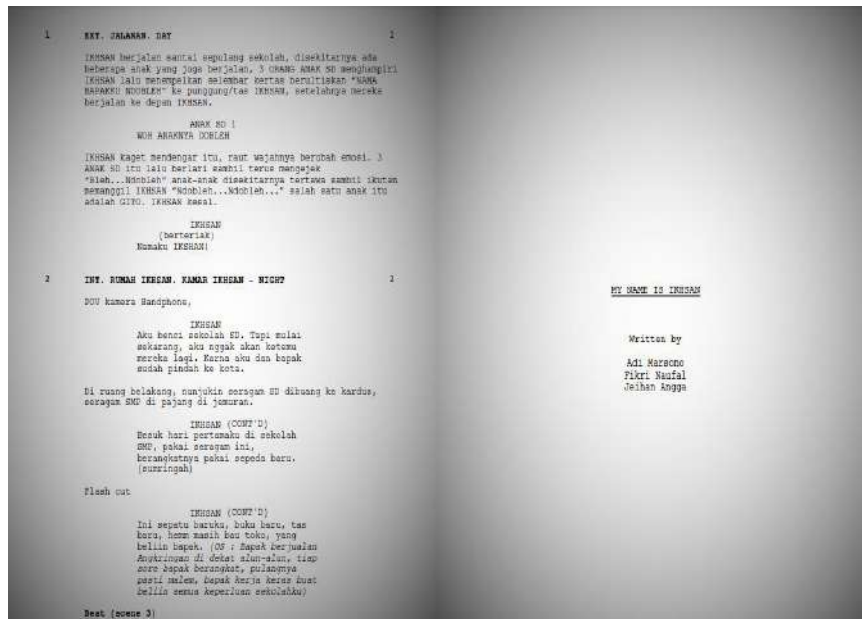 1 EXT. JALANAN. DAY 1
IKHSAN berjalan santai sepulang sekolah, disekitarnya ada
beberapa anak yang juga berjalan, 3 ORANG ANAK SD menghampiri
IKHSAN lalu menempelkan selembar kertas bertuliskan "NAMA
BAPAKKU NDOBLEH" ke punggung/tas IKHSAN, setelahnya mereka
berjalan ke depan IKHSAN.
ANAK SD 1
WOH ANAKNYA DOBLEH
IKHSAN kaget mendengar itu, raut wajahnya berubah emosi. 3
ANAK SD itu lalu berlari sambil terus mengejek
"Bleh...Ndobleh" anak-anak disekitarnya tertawa sambil ikutan
memanggil IKHSAN "Ndobleh...Ndobleh..." salah satu anak itu
adalah GITO. IKHSAN kesal.
IKHSAN
(berteriak)
Namaku IKHSAN!
2 INT. RUMAH IKHSAN. KAMAR IKHSAN - NIGHT 2
POV kamera Handphone,
IKHSAN
Aku benci sekolah SD. Tapi mulai
sekarang, aku nggak akan ketemu
mereka lagi. Karna aku dan bapak
sudah pindah ke kota.
Di ruang belakang, nunjukin seragam SD dibuang ke kardus,
seragam SMP di pajang di jemuran.
IKHSAN (CONT'D)
Besuk hari pertamaku di sekolah
SMP, pakai seragam ini,
berangkatnya pakai sepeda baru.
(sumringah)
Flash cut
IKHSAN (CONT'D)
Ini sepatu baruku, buku baru, tas
baru, hemm masih bau toko, yang
beliin bapak. (OS : Bapak berjualan
Angkringan di dekat alun-alun, tiap
sore bapak berangkat, pulangnya
pasti malem, bapak kerja keras buat
beliin semua keperluan sekolahku)
Beat (scene 3)
MY NAME IS IKHSAN
Written by
Adi Marsono
Fikri Naufal
Jeihan Angga